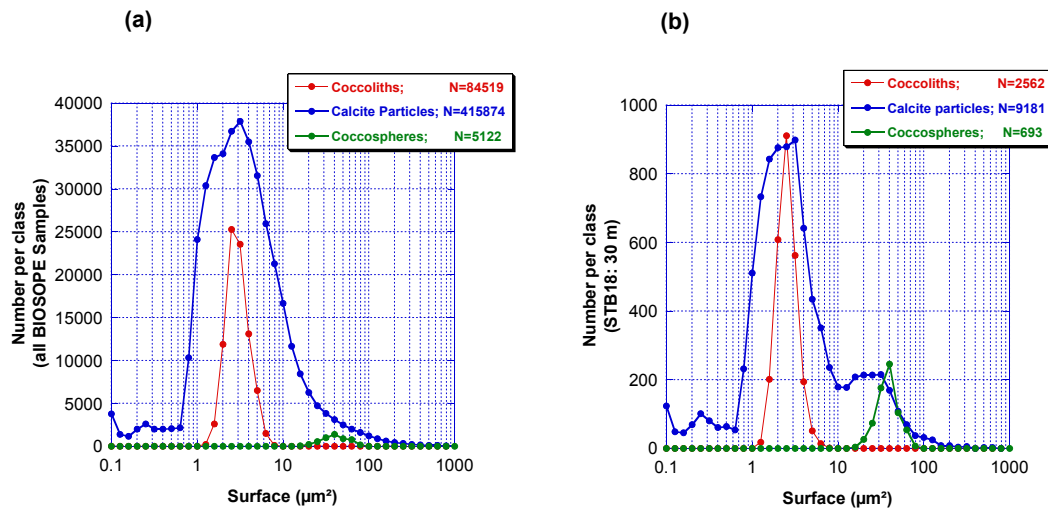 (a)
Coccoliths; N=84519
Calcite Particles; N=415874
Coccospheres; N=5122
40000
35000
30000
25000
20000
15000
10000
5000
0
0.1 1 10 100 1000
Number per class
(all BIOSOPE Samples)
Surface (µm²)
(b)
Coccoliths; N=2562
Calcite particles; N=9181
Coccospheres; N=693
1000
800
600
400
200
0
0.1 1 10 100 1000
Number per class
(STB18: 30 m)
Surface (µm²)